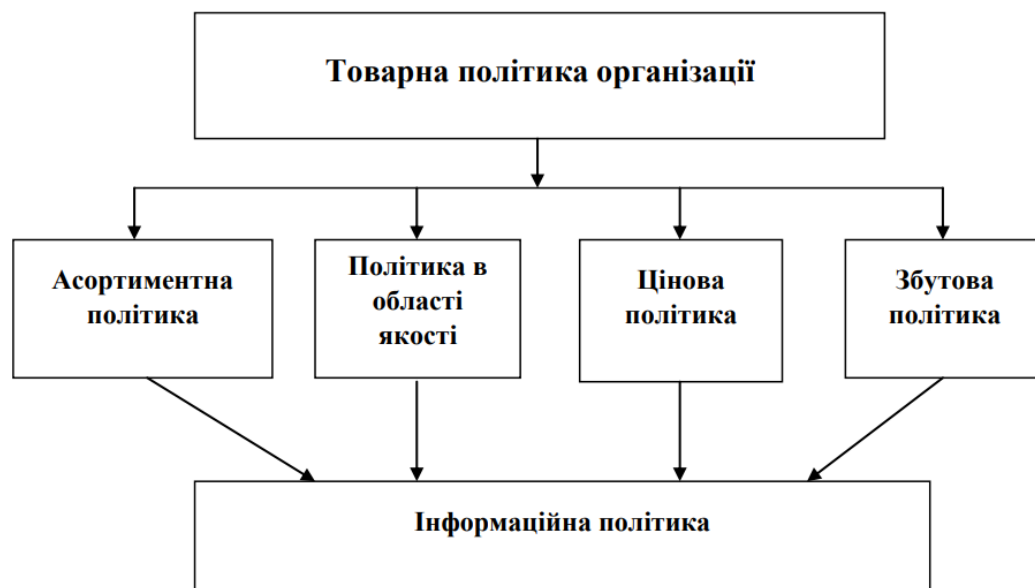 Товарна політика організації
Асортиментна
політика
Політика в
області
якості
Цінова
політика
Збутова
політика
Інформаційна політика